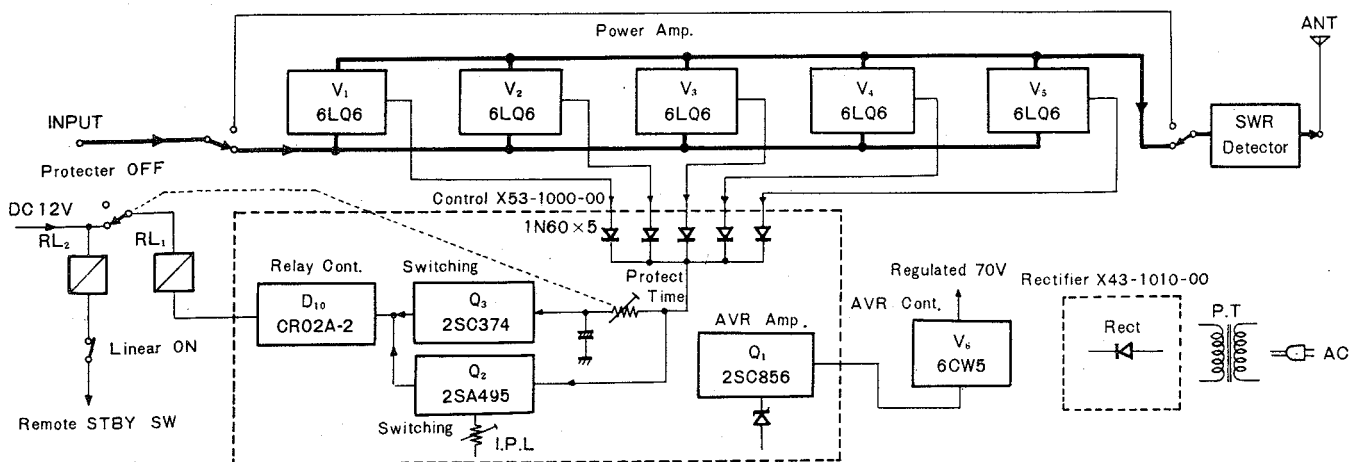 Power Amp.
ANT
V₁
6LQ6
V₂
6LQ6
V₃
6LQ6
V₄
6LQ6
V₅
6LQ6
INPUT
SWR
Detector
Protecter OFF
Control X53-1000-00
DC 12V
1N60×5
RL₂
RL₁
Relay Cont.
Switching
Protect
Time
Regulated 70V
Rectifier X43-1010-00
D₁₀
CR02A-2
Q₃
2SC374
AVR Amp.
AVR Cont.
P.T
Rect
Linear ON
Q₂
2SA495
Q₁
2SC856
V₆
6CW5
AC
Remote STBY SW
Switching
I.P.L